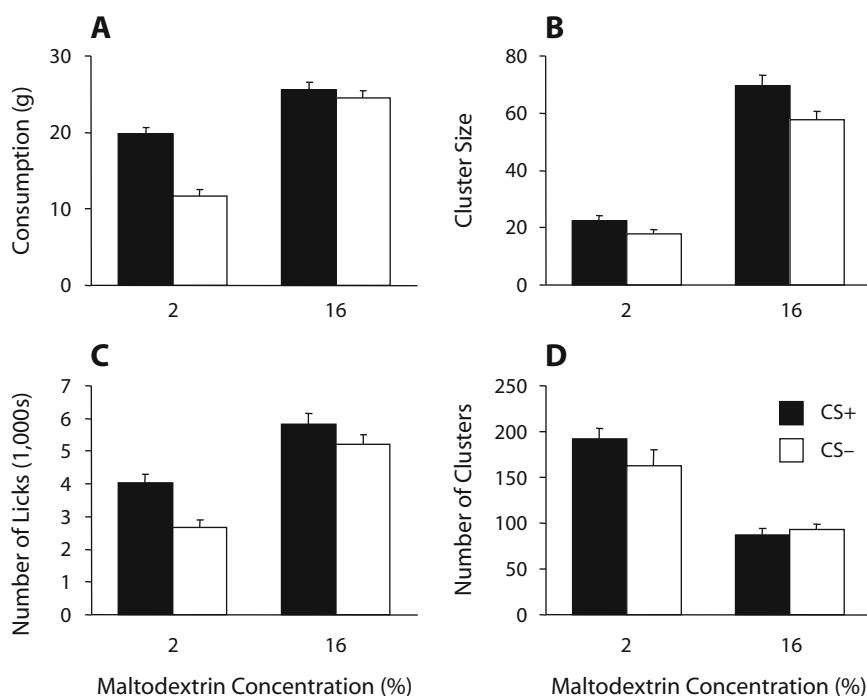 A
Consumption (g)
30
20
10
0
2
16
B
Cluster Size
80
60
40
20
0
2
16
C
Number of Licks (1,000s)
7
6
5
4
3
2
1
0
2
16
Maltodextrin Concentration (%)
D
Number of Clusters
250
200
150
100
50
0
CS+
CS–
2
16
Maltodextrin Concentration (%)